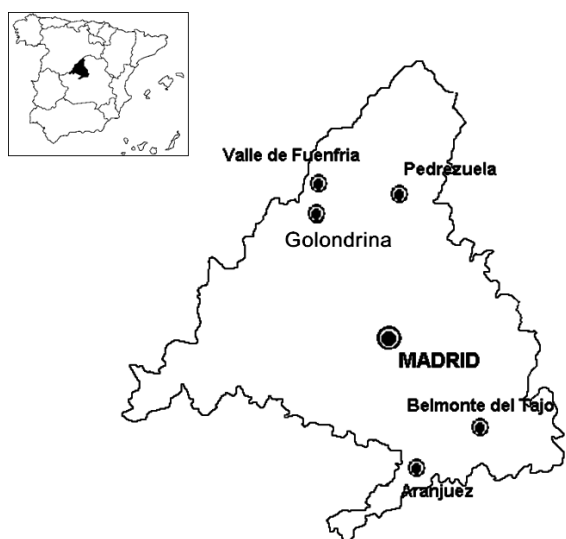 Valle de Fuenfria
Pedrezuela
Golondrina
MADRID
Belmonte del Tajo
Aranjuez